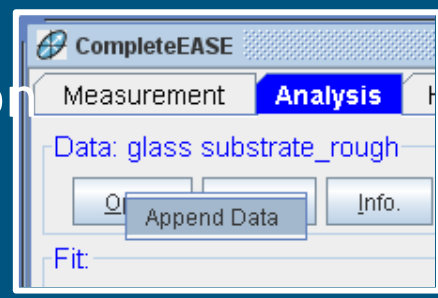 CompleteEASE
Measurement Analysis
Data: glass substrate_rough
Info.
Append Data
Fit: